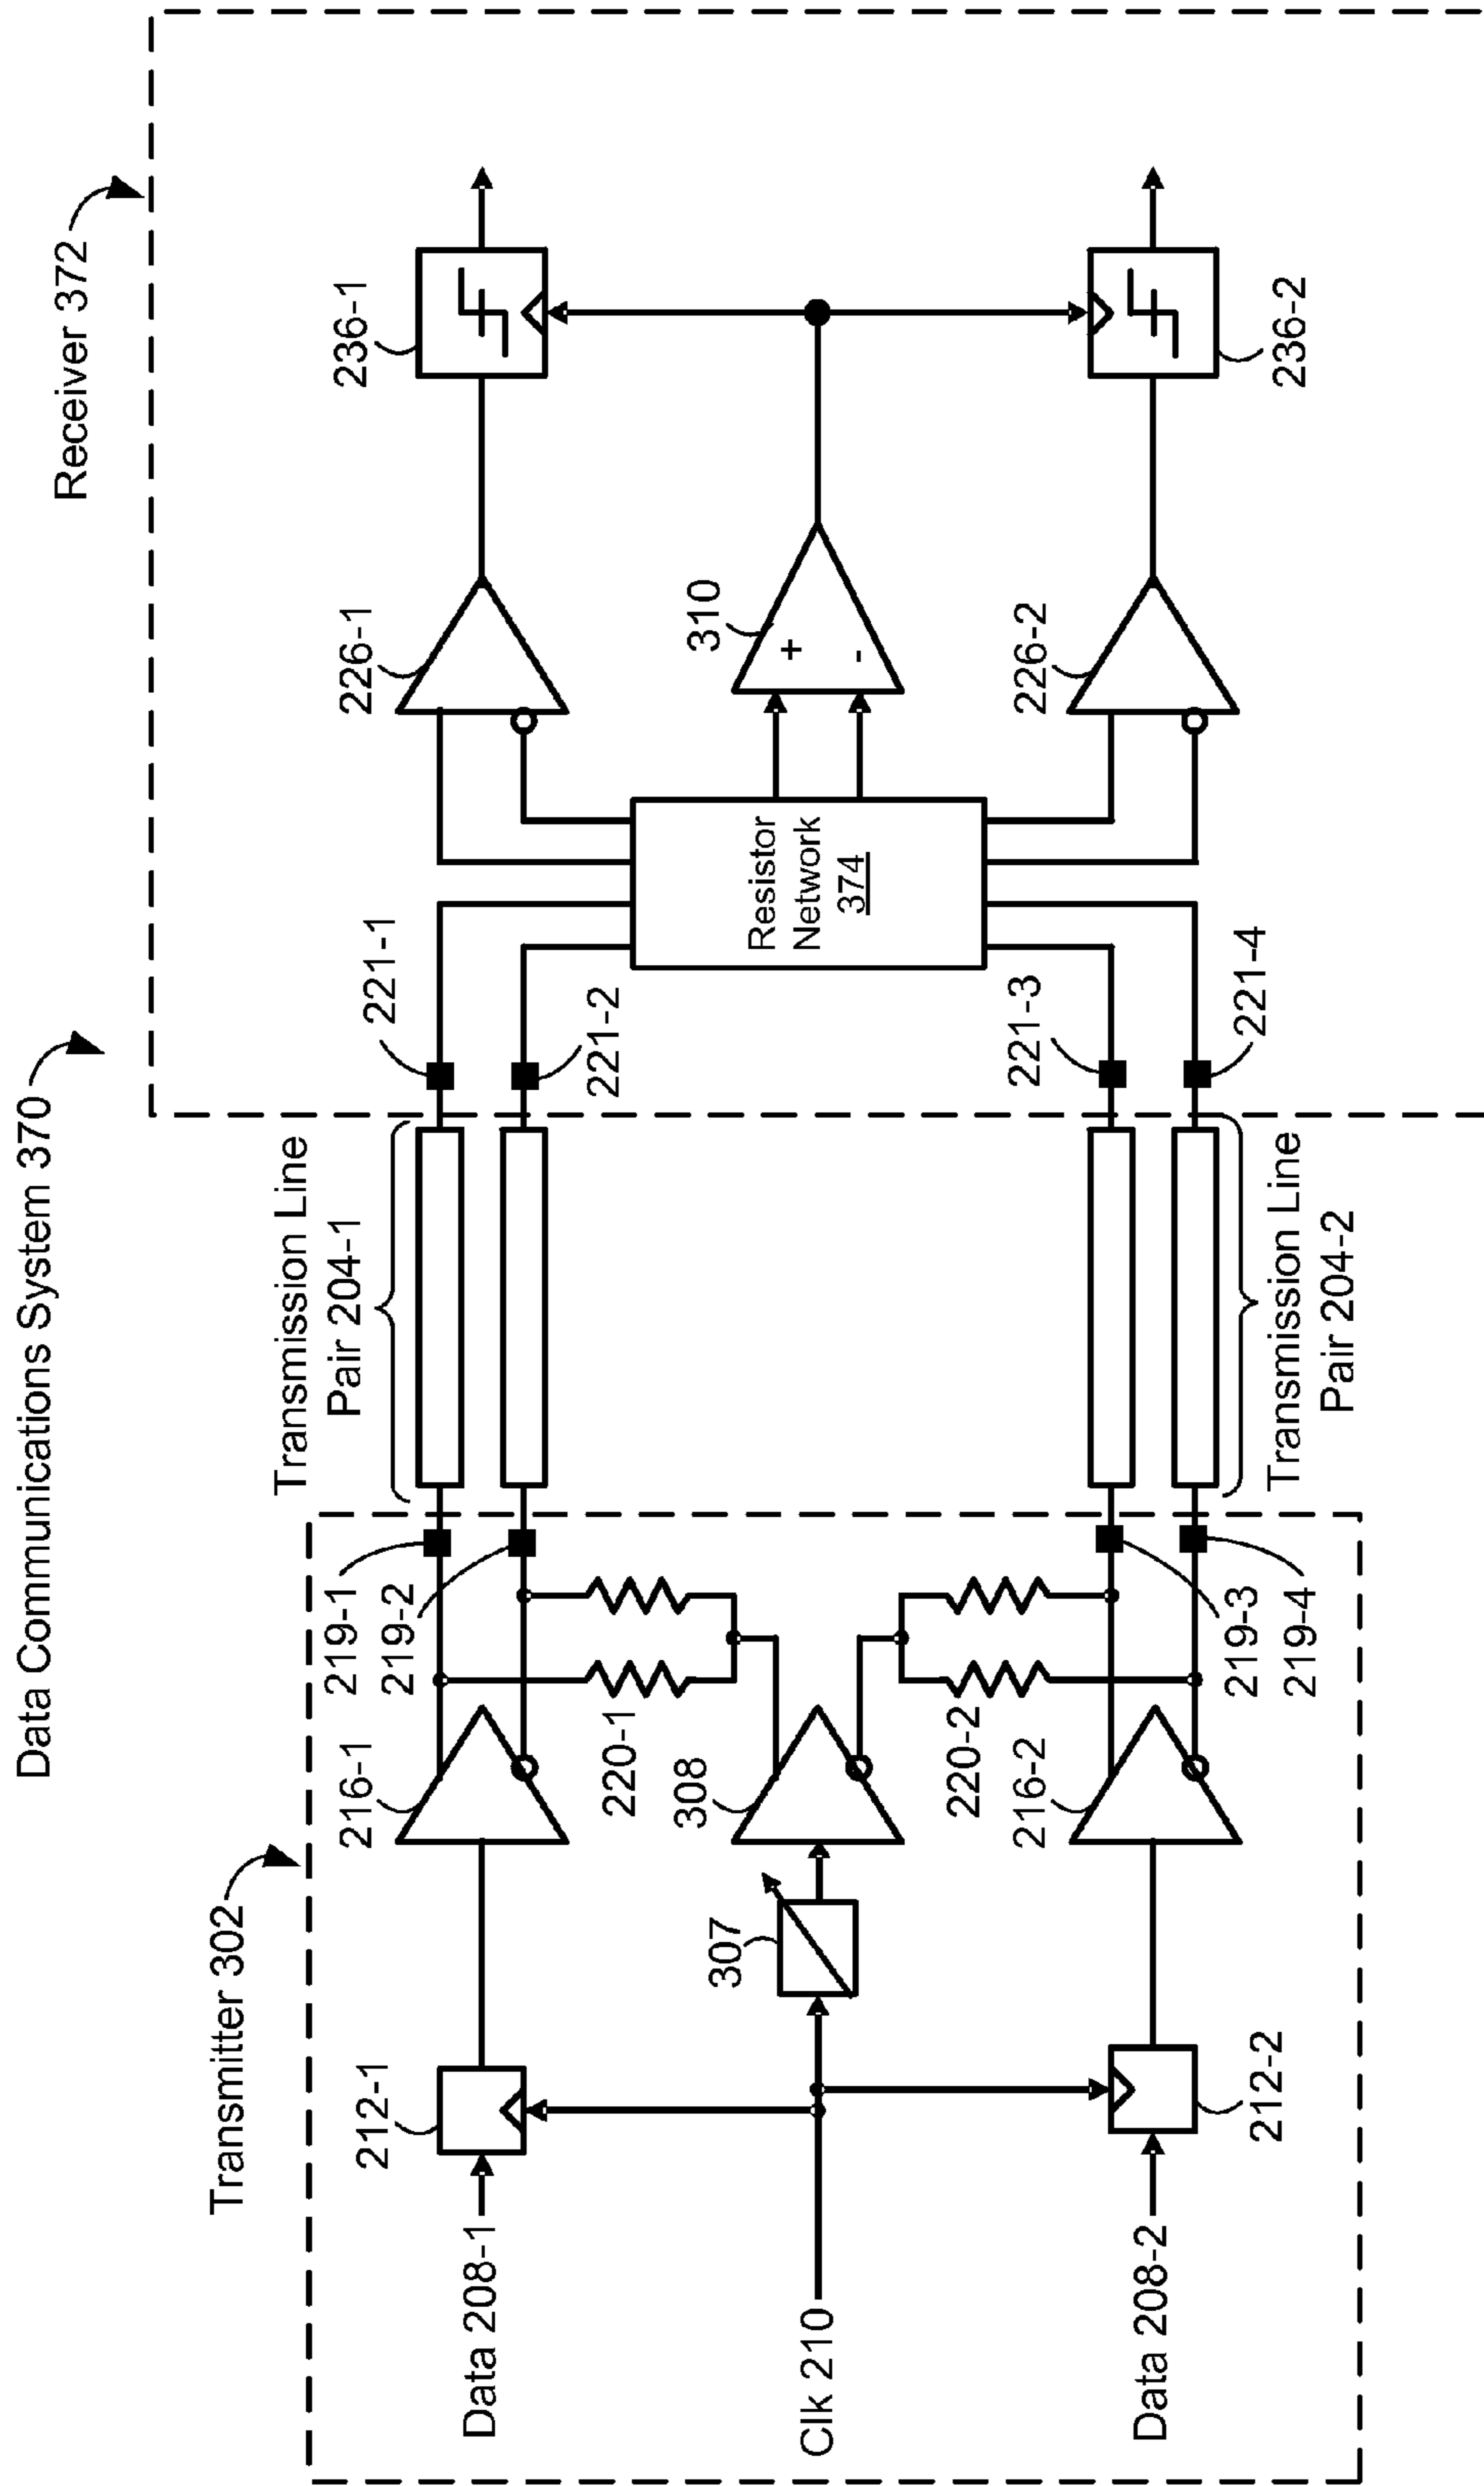 Data Communications System 370
Receiver 372
Transmitter 302
Transmission Line
Pair 204-1
212-1
216-1
219-1
219-2
221-1
221-2
226-1
236-1
Data 208-1
220-1
307
308
310
+
-
Resistor
Network
374
Clk 210
220-2
216-2
221-3
226-2
Data 208-2
212-2
219-3
219-4
221-4
236-2
Transmission Line
Pair 204-2